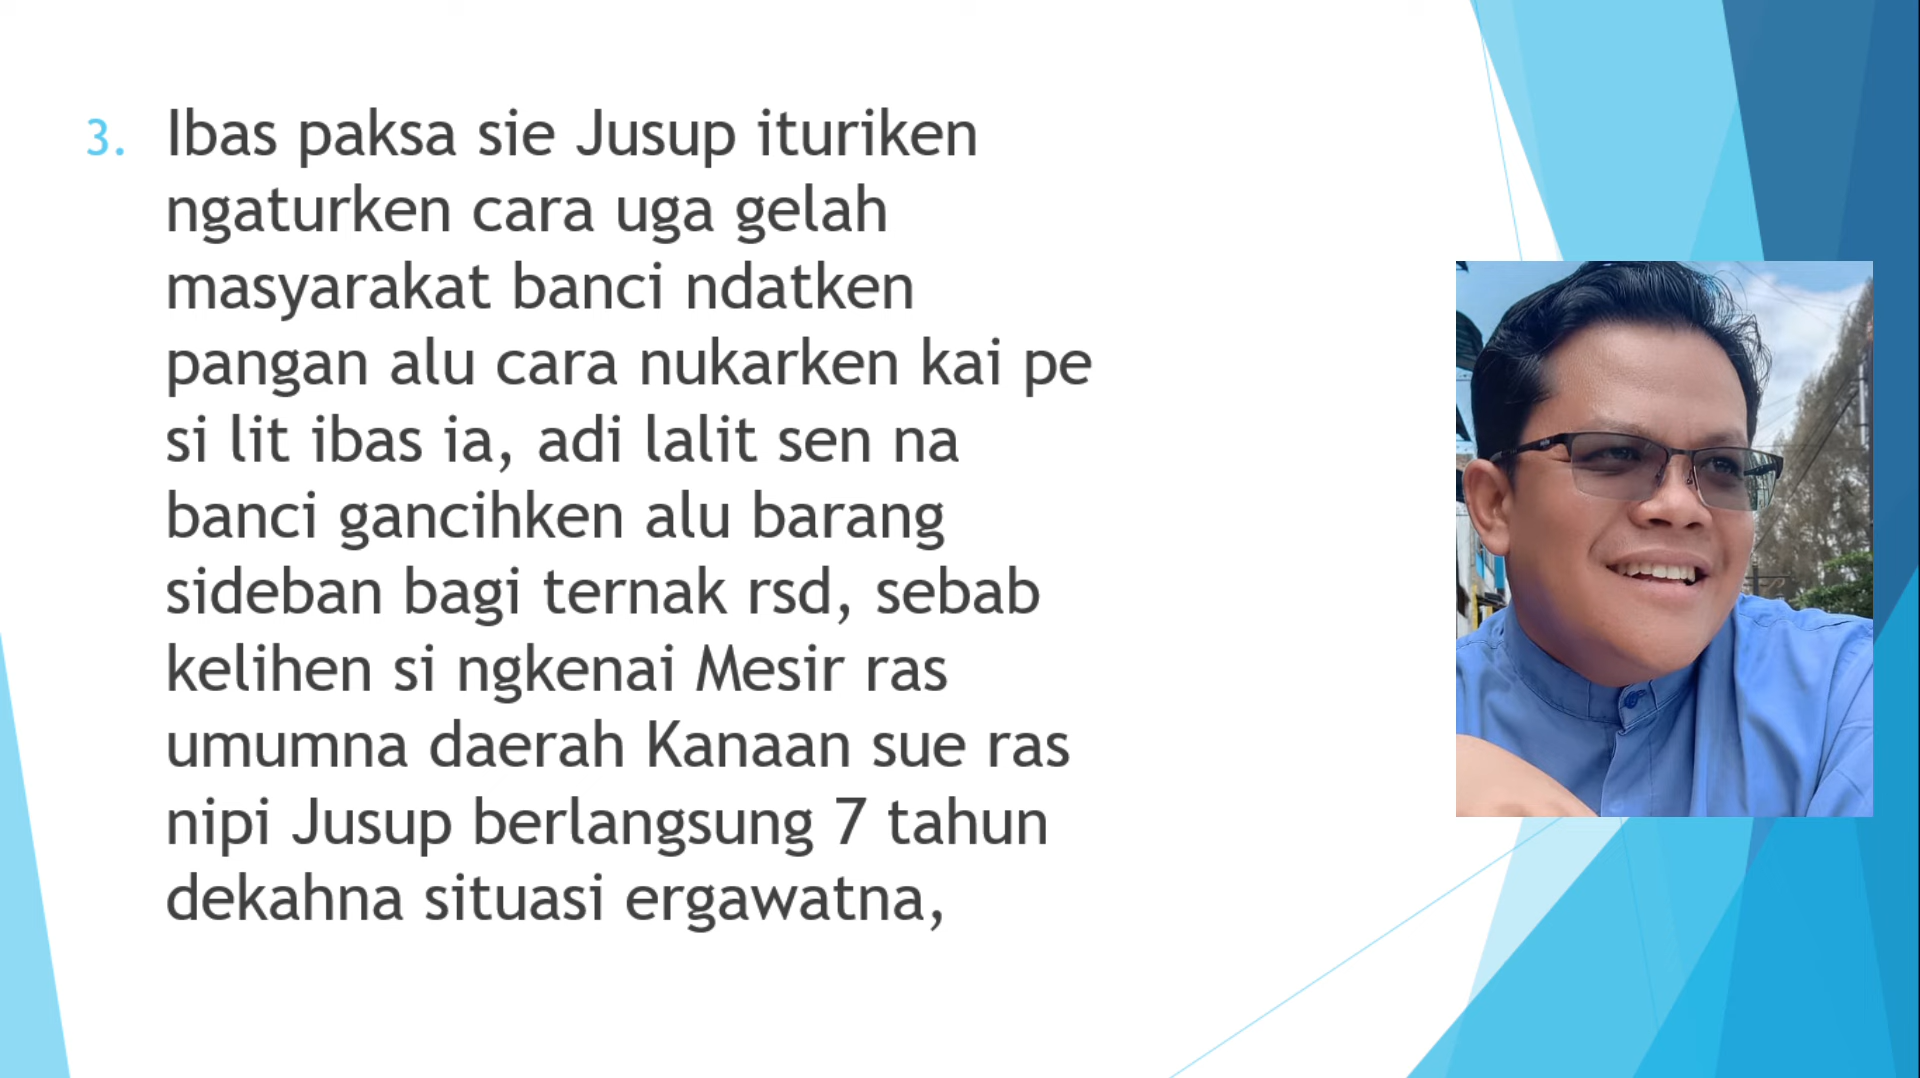 3. Ibas paksa sie Jusup ituriken
ngaturken cara uga gelah
masyarakat banci ndatken
pangan alu cara nukarken kai pe
si lit ibas ia, adi lalit sen na
banci gancihken alu barang
sideban bagi ternak rsd, sebab
kelihen si ngkenai Mesir ras
umumna daerah Kanaan sue ras
nipi Jusup berlangsung 7 tahun
dekahna situasi ergawatna,